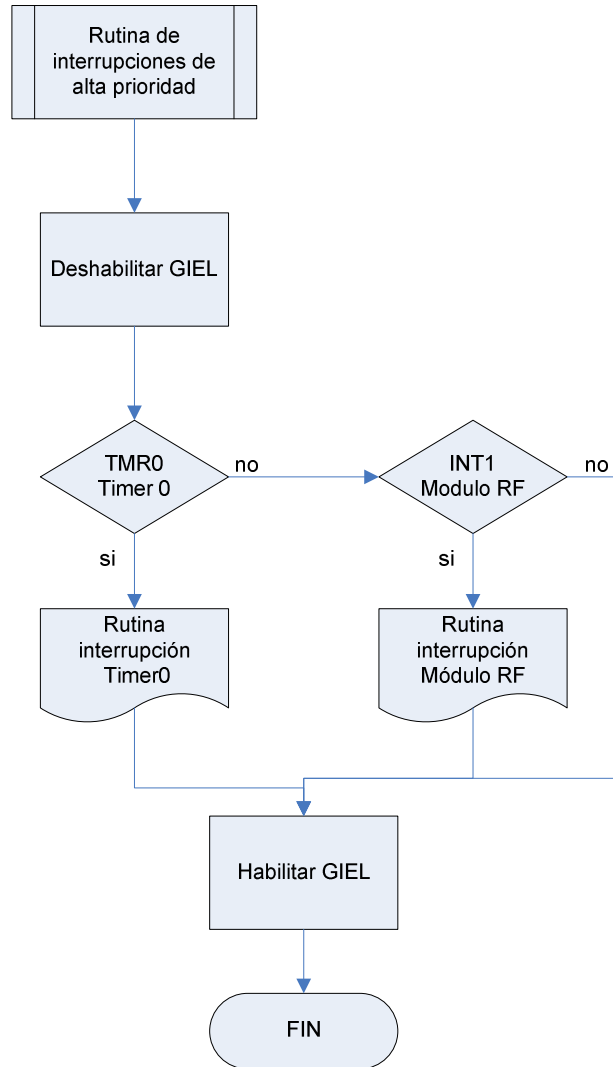 Rutina de
interrupciones de
alta prioridad
Deshabilitar GIEL
TMR0
Timer 0
no
INT1
Modulo RF
no
si
si
Rutina
interrupción
Timer0
Rutina
interrupción
Módulo RF
Habilitar GIEL
FIN